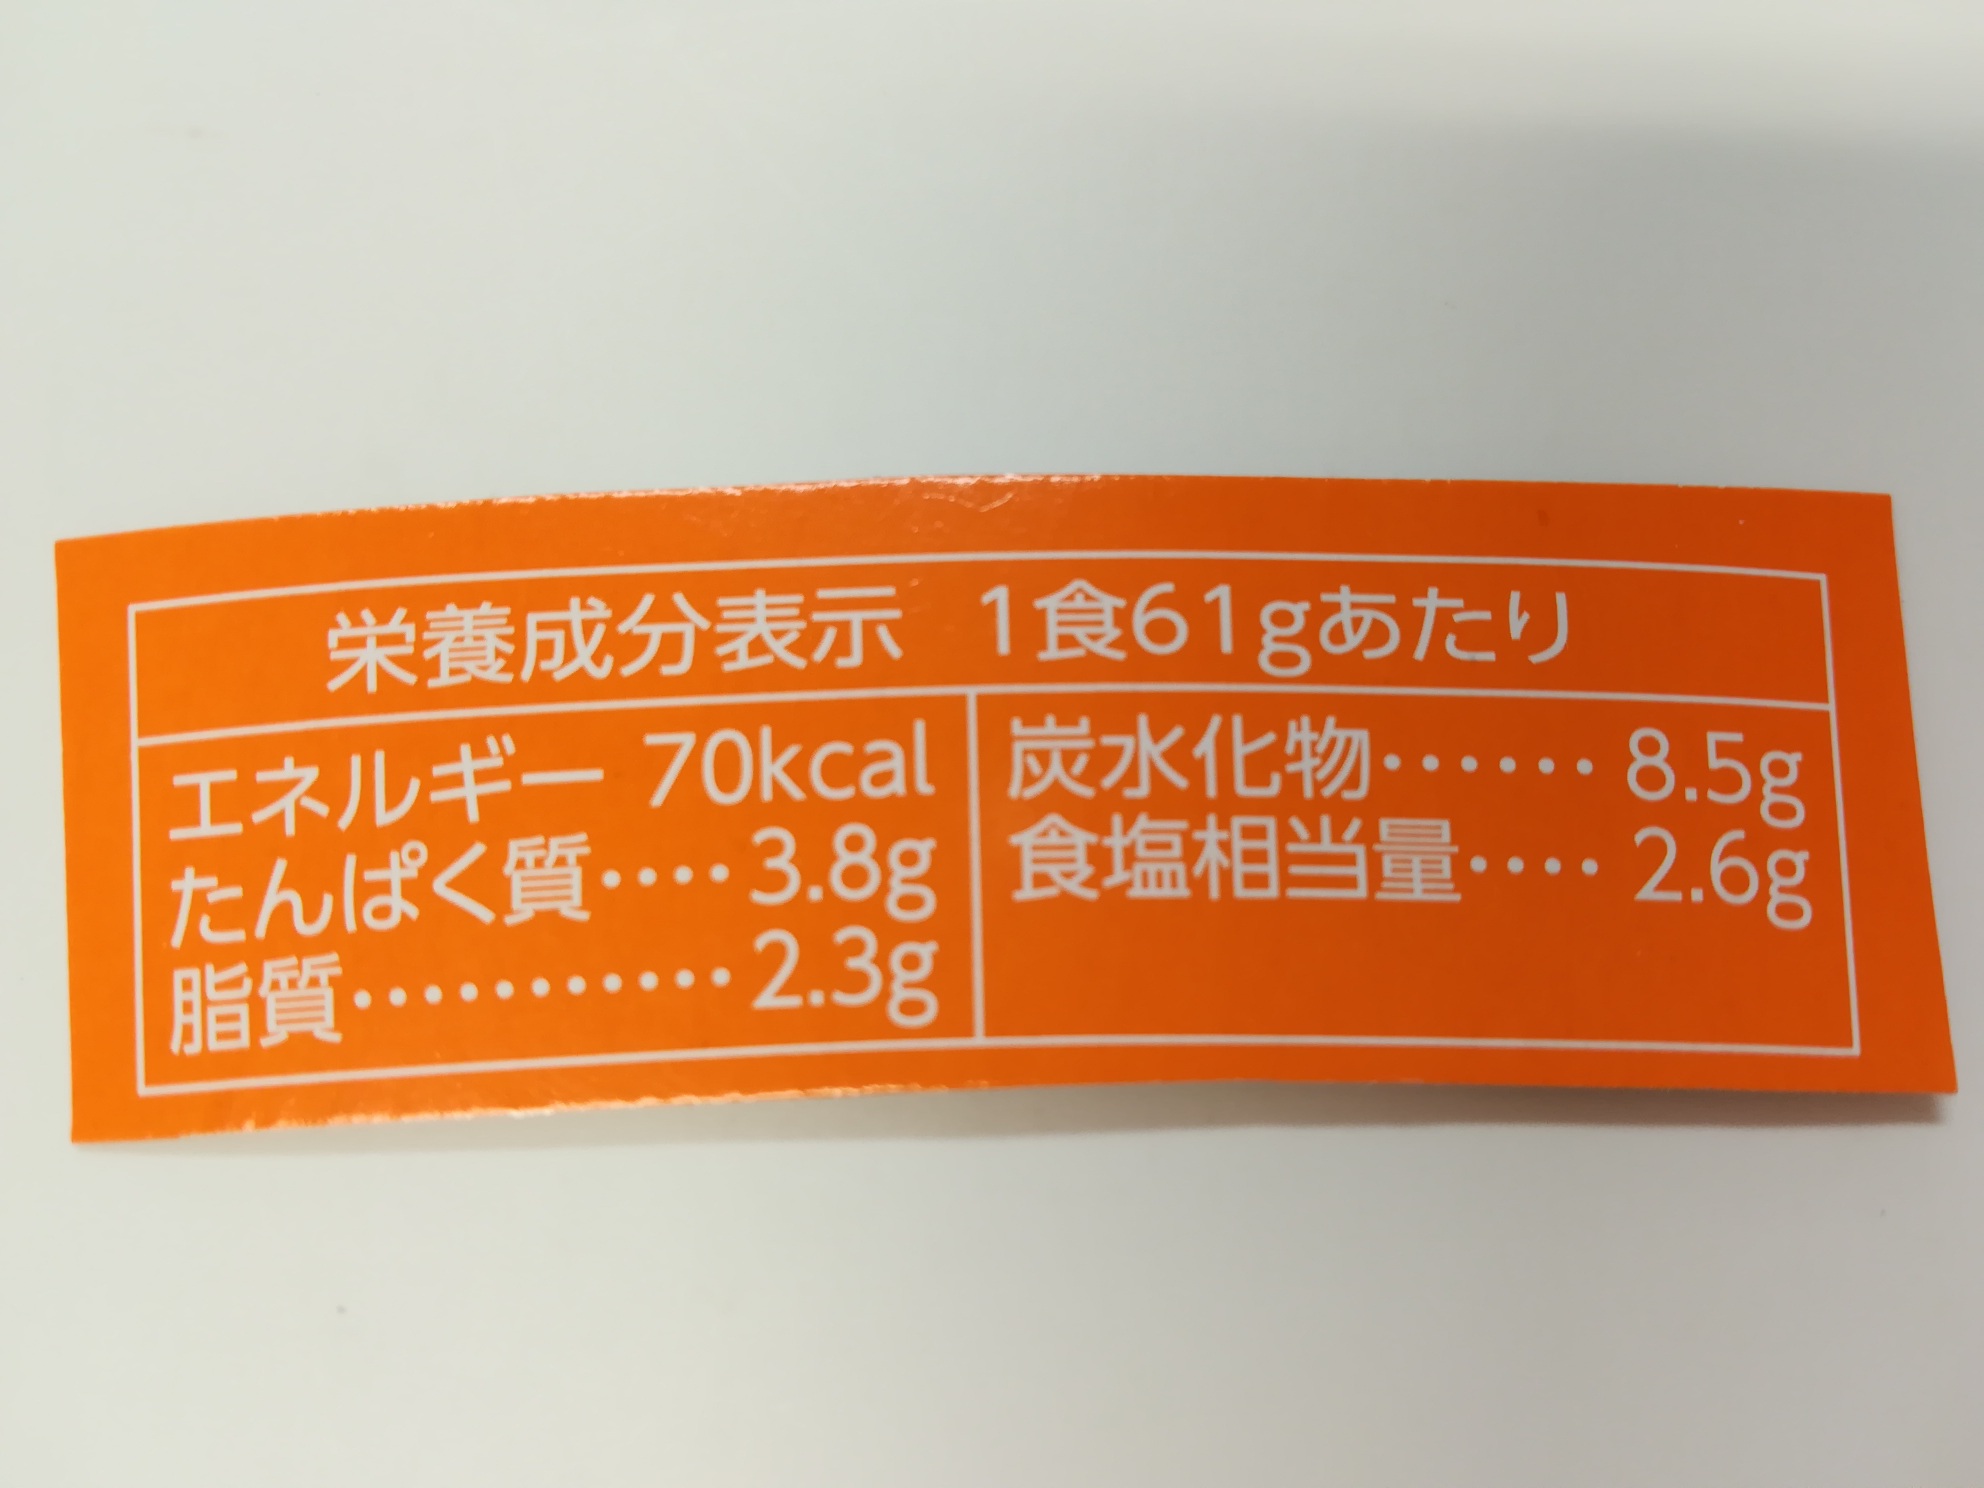 栄養成分表示 1食61gあたり
エネルギー 70kcal
たんぱく質････3.8g
脂質･･･････････2.3g
炭水化物･･････8.5g
食塩相当量････2.6g